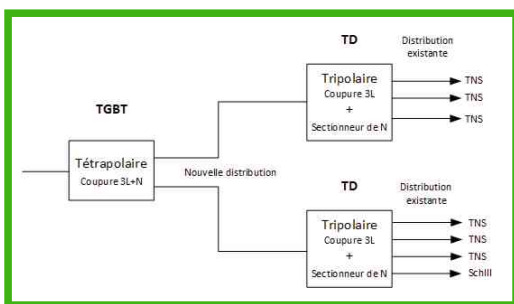 TD
Distribution
existante
Tripolaire
Coupure 3L
+
Sectionneur de N
TNS
TNS
TNS
TGBT
Tétrapolaire
Coupure 3L+N
Nouvelle distribution
TD
Distribution
existante
Tripolaire
Coupure 3L
+
Sectionneur de N
TNS
TNS
TNS
SchIII